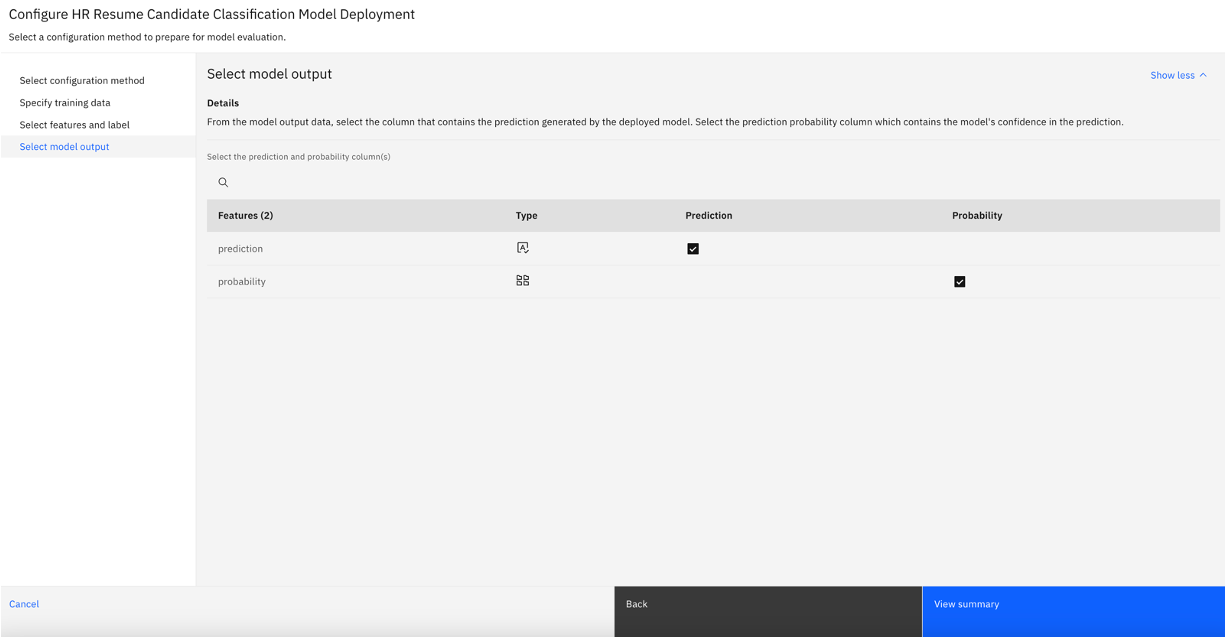 Configure HR Resume Candidate Classification Model Deployment
Select a configuration method to prepare for model evaluation.
Select configuration method
Specify training data
Select features and label
Select model output
Select model output
Show less
Details
From the model output data, select the column that contains the prediction generated by the deployed model. Select the prediction probability column which contains the model's confidence in the prediction.
Select the prediction and probability column(s)
Features (2) Type Prediction Probability
prediction
probability
Cancel
Back
View summary